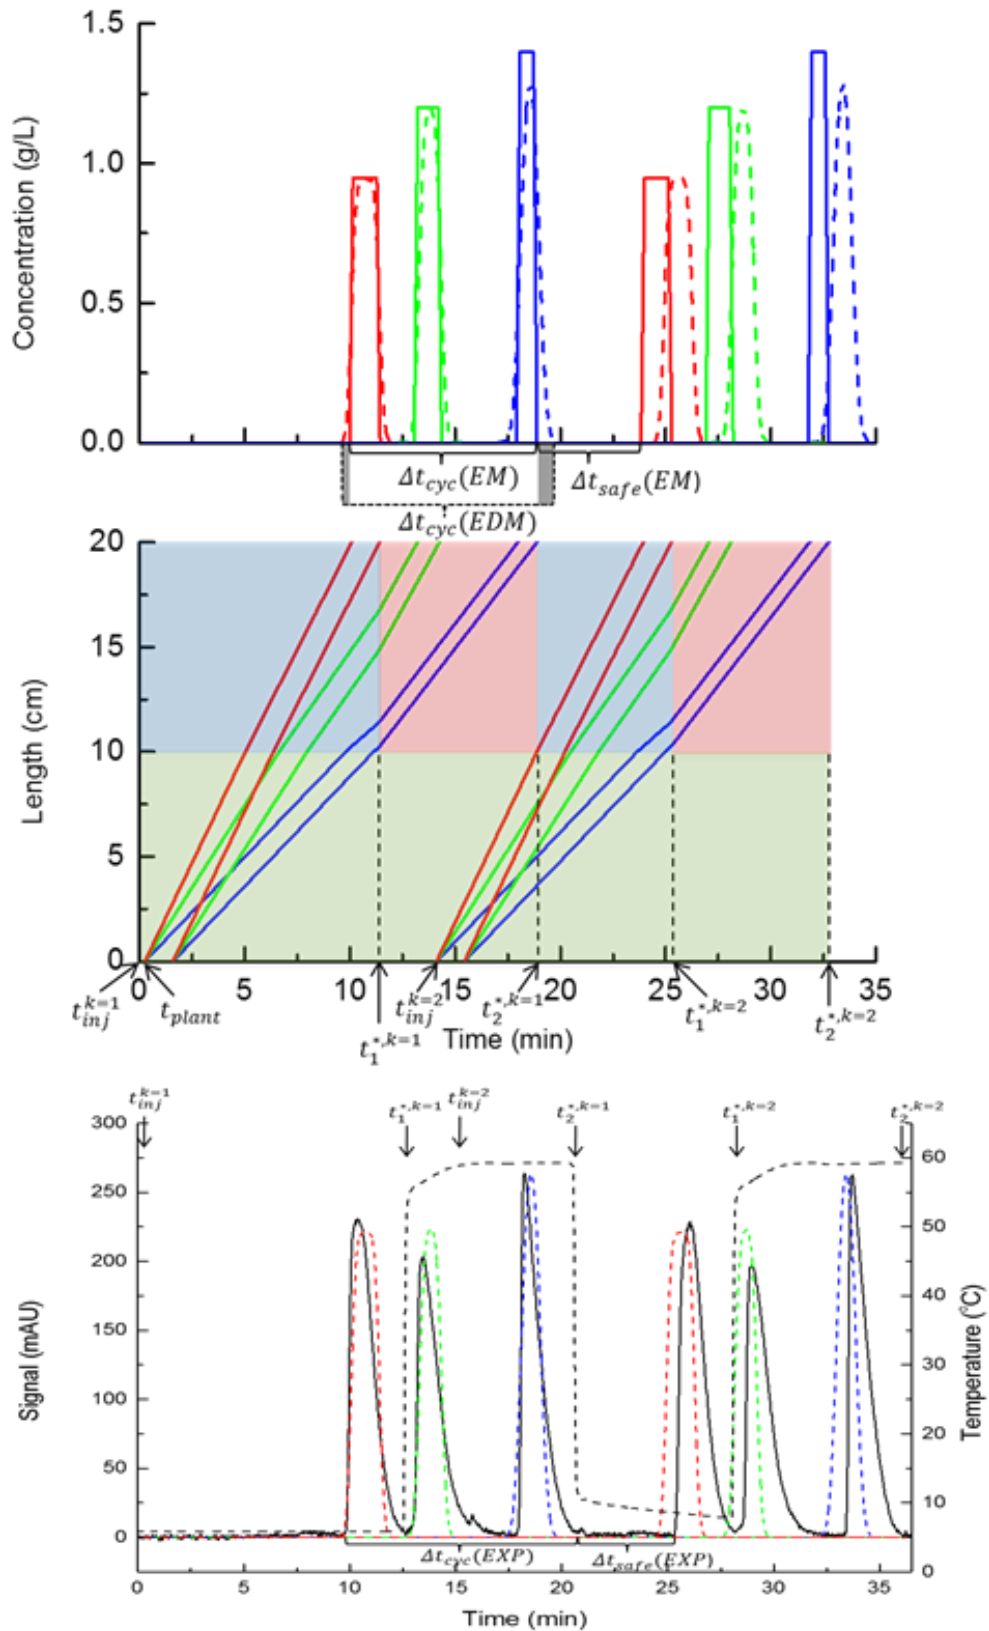 1.5
1.0
0.5
0.0
Concentration (g/L)
Δt_cyc(EM)
Δt_safe(EM)
Δt_cyc(EDM)
20
15
10
5
0
Length (cm)
0 5 10 15 20 25 30 35
t_inj^{k=1} t_plant t_1^{*,k=1} t_inj^{k=2} t_2^{*,k=1} t_1^{*,k=2} t_2^{*,k=2}
Time (min)
t_inj^{k=1} t_1^{*,k=1} t_inj^{k=2} t_2^{*,k=1} t_1^{*,k=2} t_2^{*,k=2}
300
250
200
150
100
50
0
Signal (mAU)
60
50
40
30
20
10
0
Temperature (°C)
Δt_cyc(EXP) Δt_safe(EXP)
0 5 10 15 20 25 30 35
Time (min)